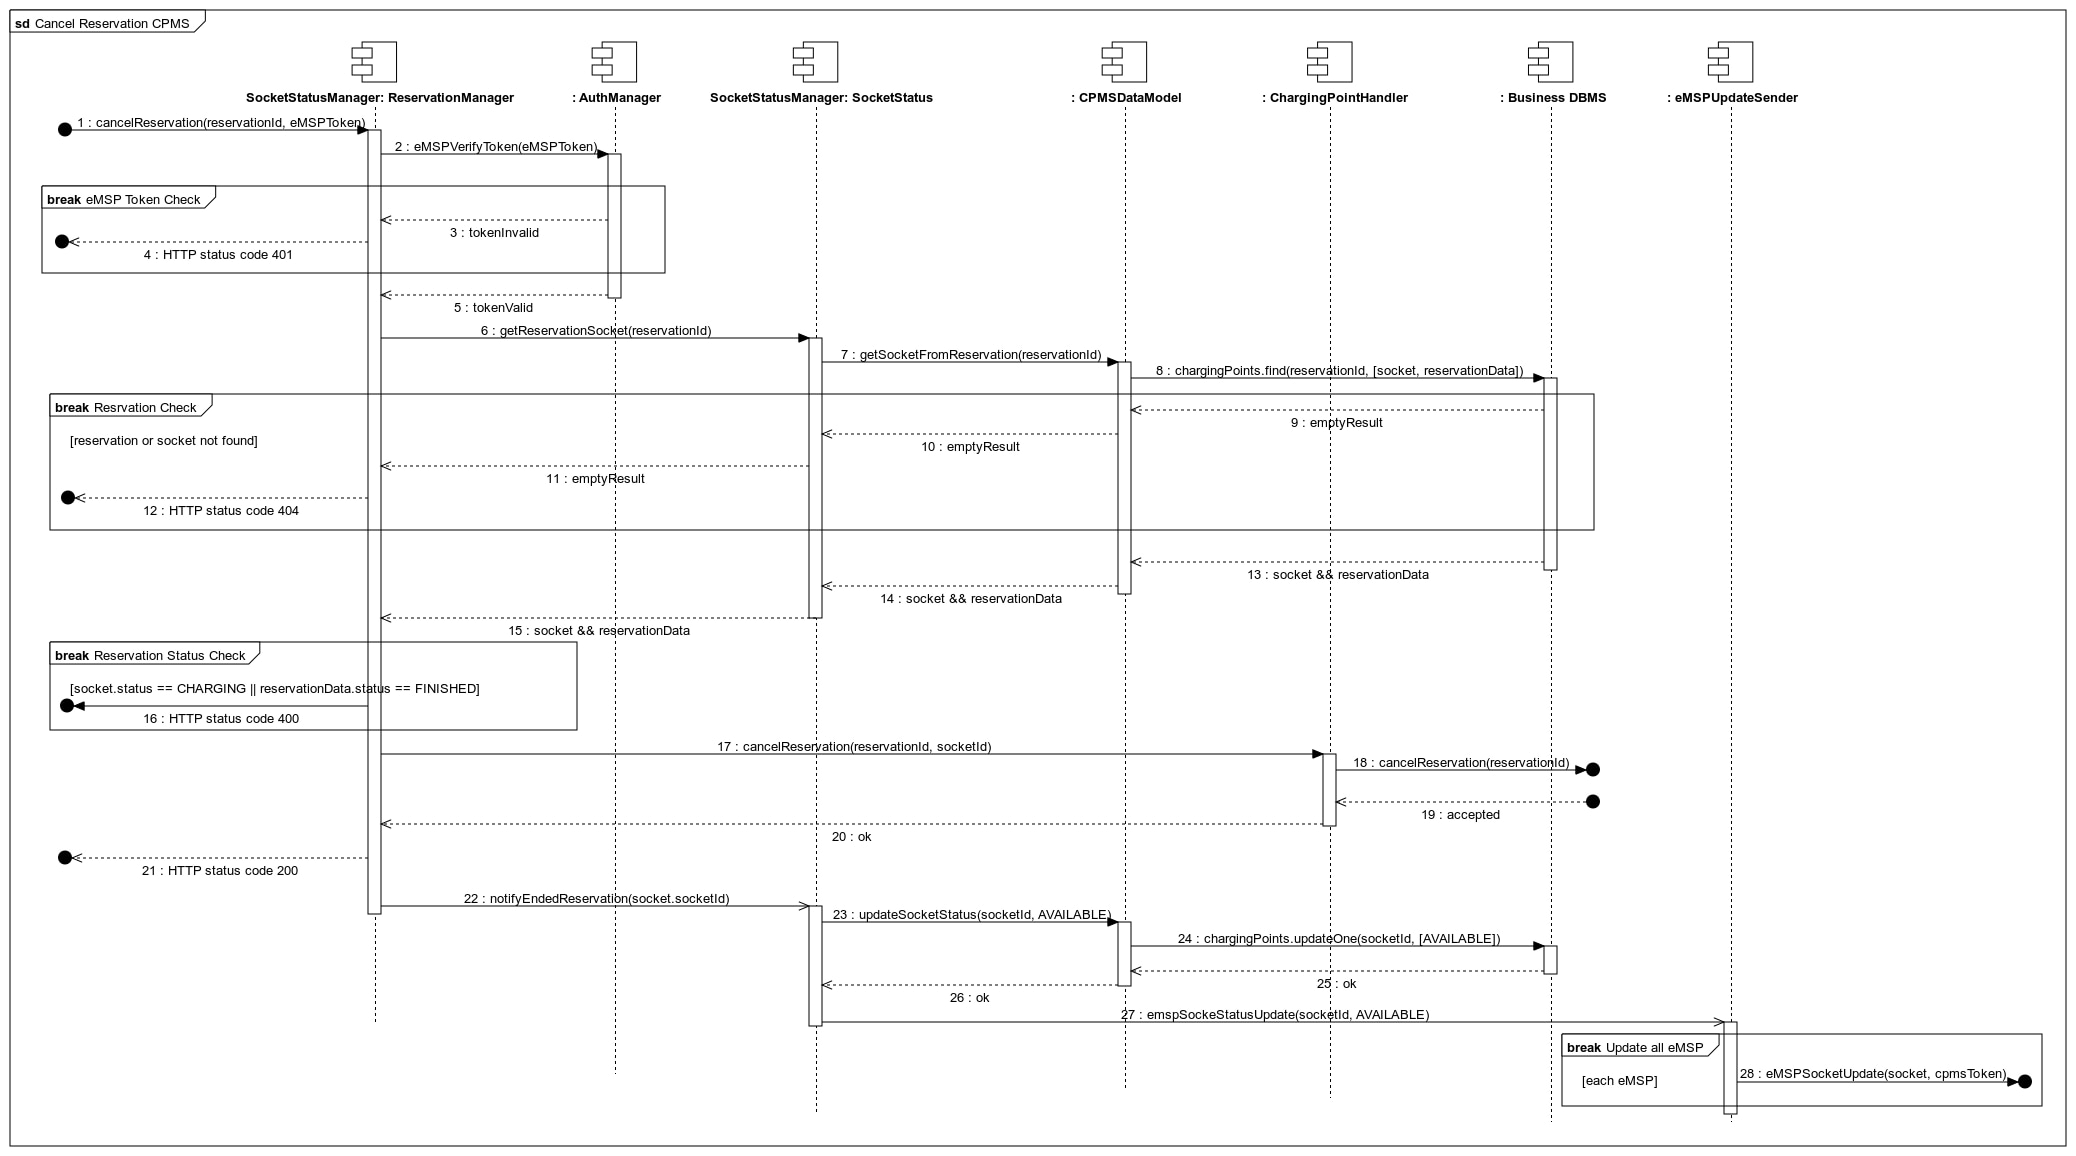 sd Cancel Reservation CPMS
SocketStatusManager: ReservationManager
: AuthManager
SocketStatusManager: SocketStatus
: CPMSDataModel
: ChargingPointHandler
: Business DBMS
: eMSPUpdateSender
1 : cancelReservation(reservationId, eMSPToken)
2 : eMSPVerifyToken(eMSPToken)
break eMSP Token Check
3 : tokenInvalid
4 : HTTP status code 401
5 : tokenValid
6 : getReservationSocket(reservationId)
7 : getSocketFromReservation(reservationId)
8 : chargingPoints.find(reservationId, [socket, reservationData])
break Resrvation Check
9 : emptyResult
[reservation or socket not found]
10 : emptyResult
11 : emptyResult
12 : HTTP status code 404
13 : socket && reservationData
14 : socket && reservationData
15 : socket && reservationData
break Reservation Status Check
[socket.status == CHARGING || reservationData.status == FINISHED]
16 : HTTP status code 400
17 : cancelReservation(reservationId, socketId)
18 : cancelReservation(reservationId)
19 : accepted
20 : ok
21 : HTTP status code 200
22 : notifyEndedReservation(socket.socketId)
23 : updateSocketStatus(socketId, AVAILABLE)
24 : chargingPoints.updateOne(socketId, [AVAILABLE])
25 : ok
26 : ok
27 : emspSockeStatusUpdate(socketId, AVAILABLE)
break Update all eMSP
28 : eMSPSocketUpdate(socket, cpmsToken)
[each eMSP]